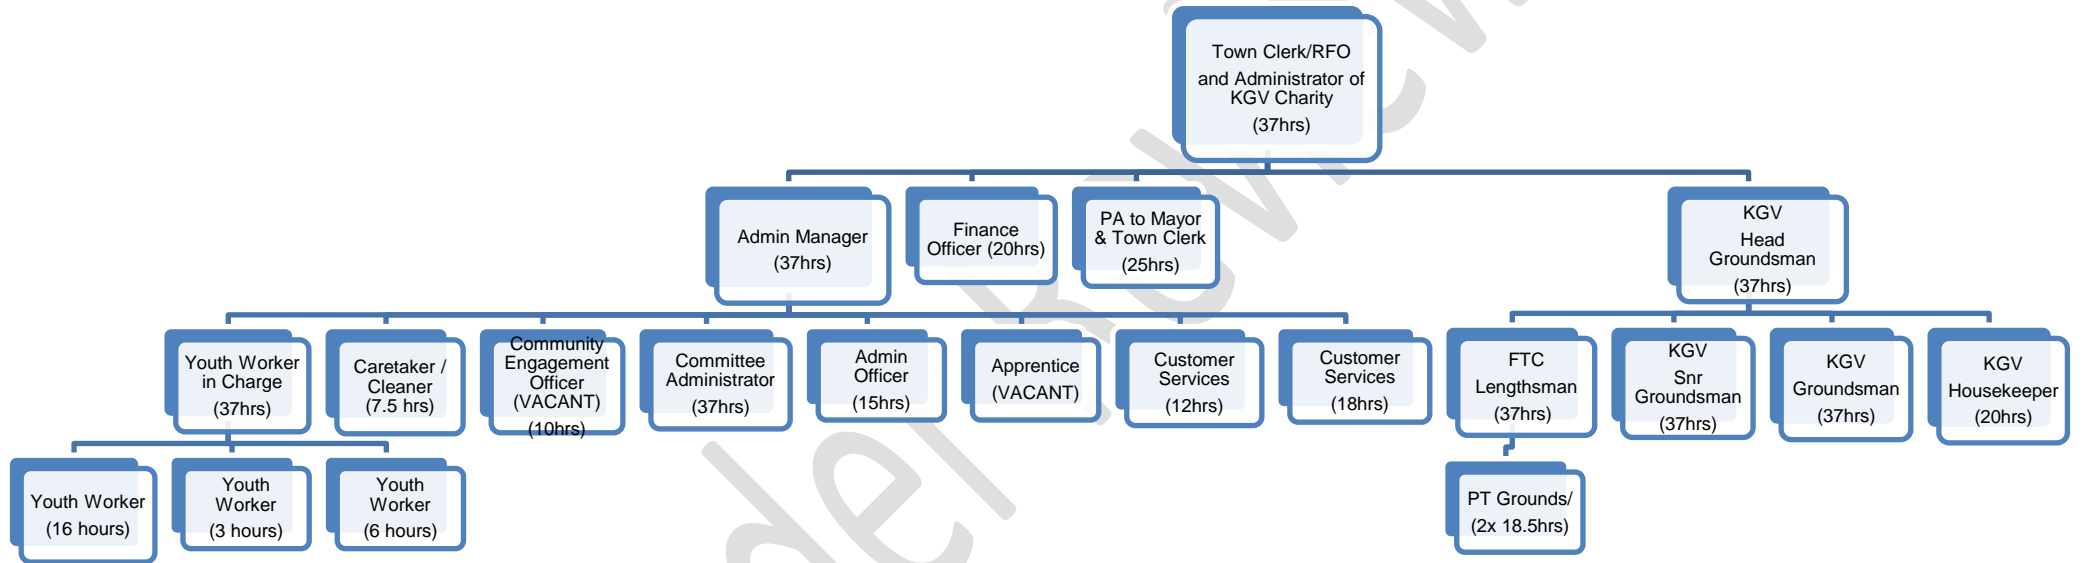 Town Clerk/RFO
and Administrator of
KGV Charity
(37hrs)
Admin Manager
(37hrs)
Finance
Officer (20hrs)
PA to Mayor
& Town Clerk
(25hrs)
KGV
Head
Groundsman
(37hrs)
Youth Worker
in Charge
(37hrs)
Caretaker /
Cleaner
(7.5 hrs)
Community
Engagement
Officer
(VACANT)
(10hrs)
Committee
Administrator
(37hrs)
Admin
Officer
(15hrs)
Apprentice
(VACANT)
Customer
Services
(12hrs)
Customer
Services
(18hrs)
FTC
Lengthsman
(37hrs)
KGV
Snr
Groundsman
(37hrs)
KGV
Groundsman
(37hrs)
KGV
Housekeeper
(20hrs)
Youth Worker
(16 hours)
Youth
Worker
(3 hours)
Youth
Worker
(6 hours)
PT Grounds/
(2x 18.5hrs)